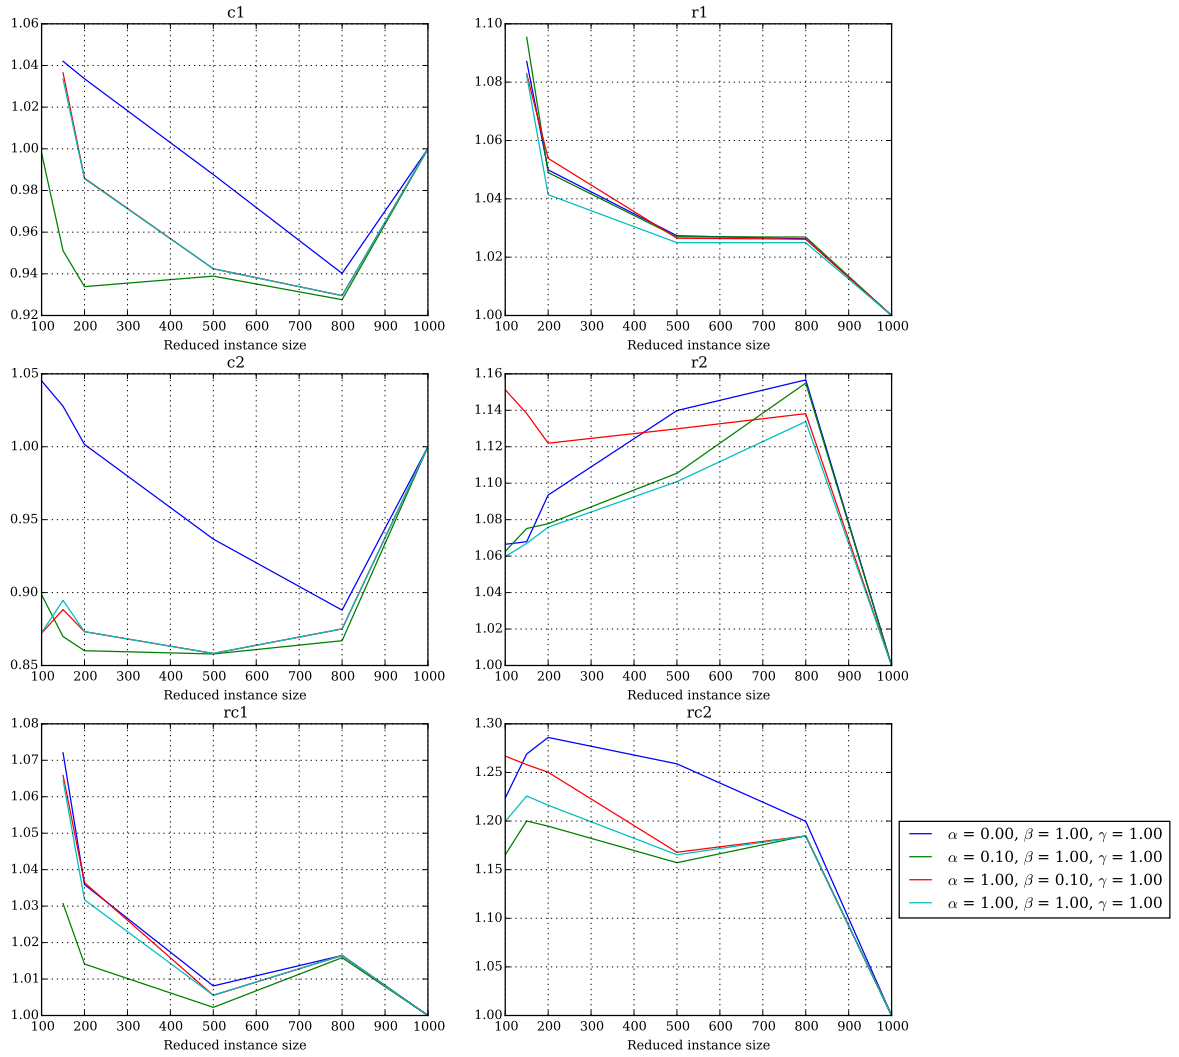 c1
1.06
1.04
1.02
1.00
0.98
0.96
0.94
0.92
100 200 300 400 500 600 700 800 900 1000
Reduced instance size
r1
1.10
1.08
1.06
1.04
1.02
1.00
100 200 300 400 500 600 700 800 900 1000
Reduced instance size
c2
1.05
1.00
0.95
0.90
0.85
100 200 300 400 500 600 700 800 900 1000
Reduced instance size
r2
1.16
1.14
1.12
1.10
1.08
1.06
1.04
1.02
1.00
100 200 300 400 500 600 700 800 900 1000
Reduced instance size
rc1
1.08
1.07
1.06
1.05
1.04
1.03
1.02
1.01
1.00
100 200 300 400 500 600 700 800 900 1000
Reduced instance size
rc2
1.30
1.25
1.20
1.15
1.10
1.05
1.00
100 200 300 400 500 600 700 800 900 1000
Reduced instance size
α = 0.00, β = 1.00, γ = 1.00
α = 0.10, β = 1.00, γ = 1.00
α = 1.00, β = 0.10, γ = 1.00
α = 1.00, β = 1.00, γ = 1.00